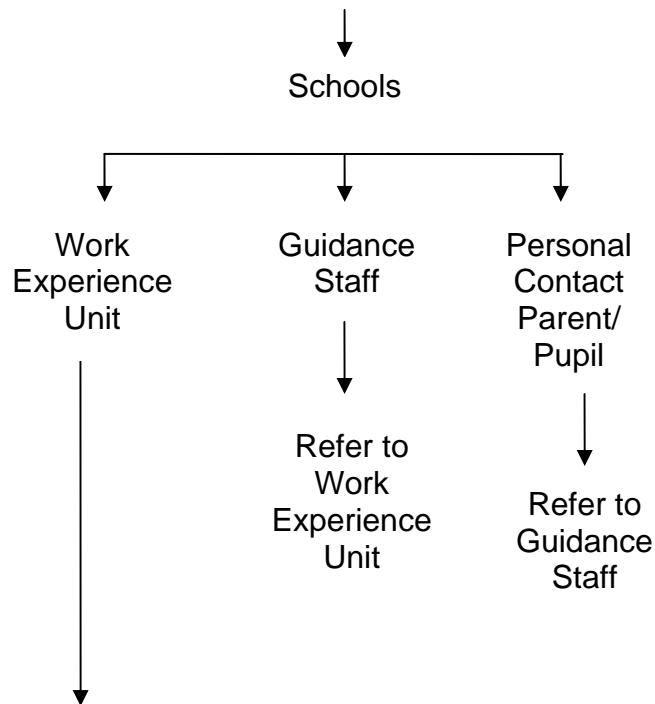 Schools
Work
Experience
Unit
Guidance
Staff
Personal
Contact
Parent/
Pupil
Refer to
Work
Experience
Unit
Refer to
Guidance
Staff